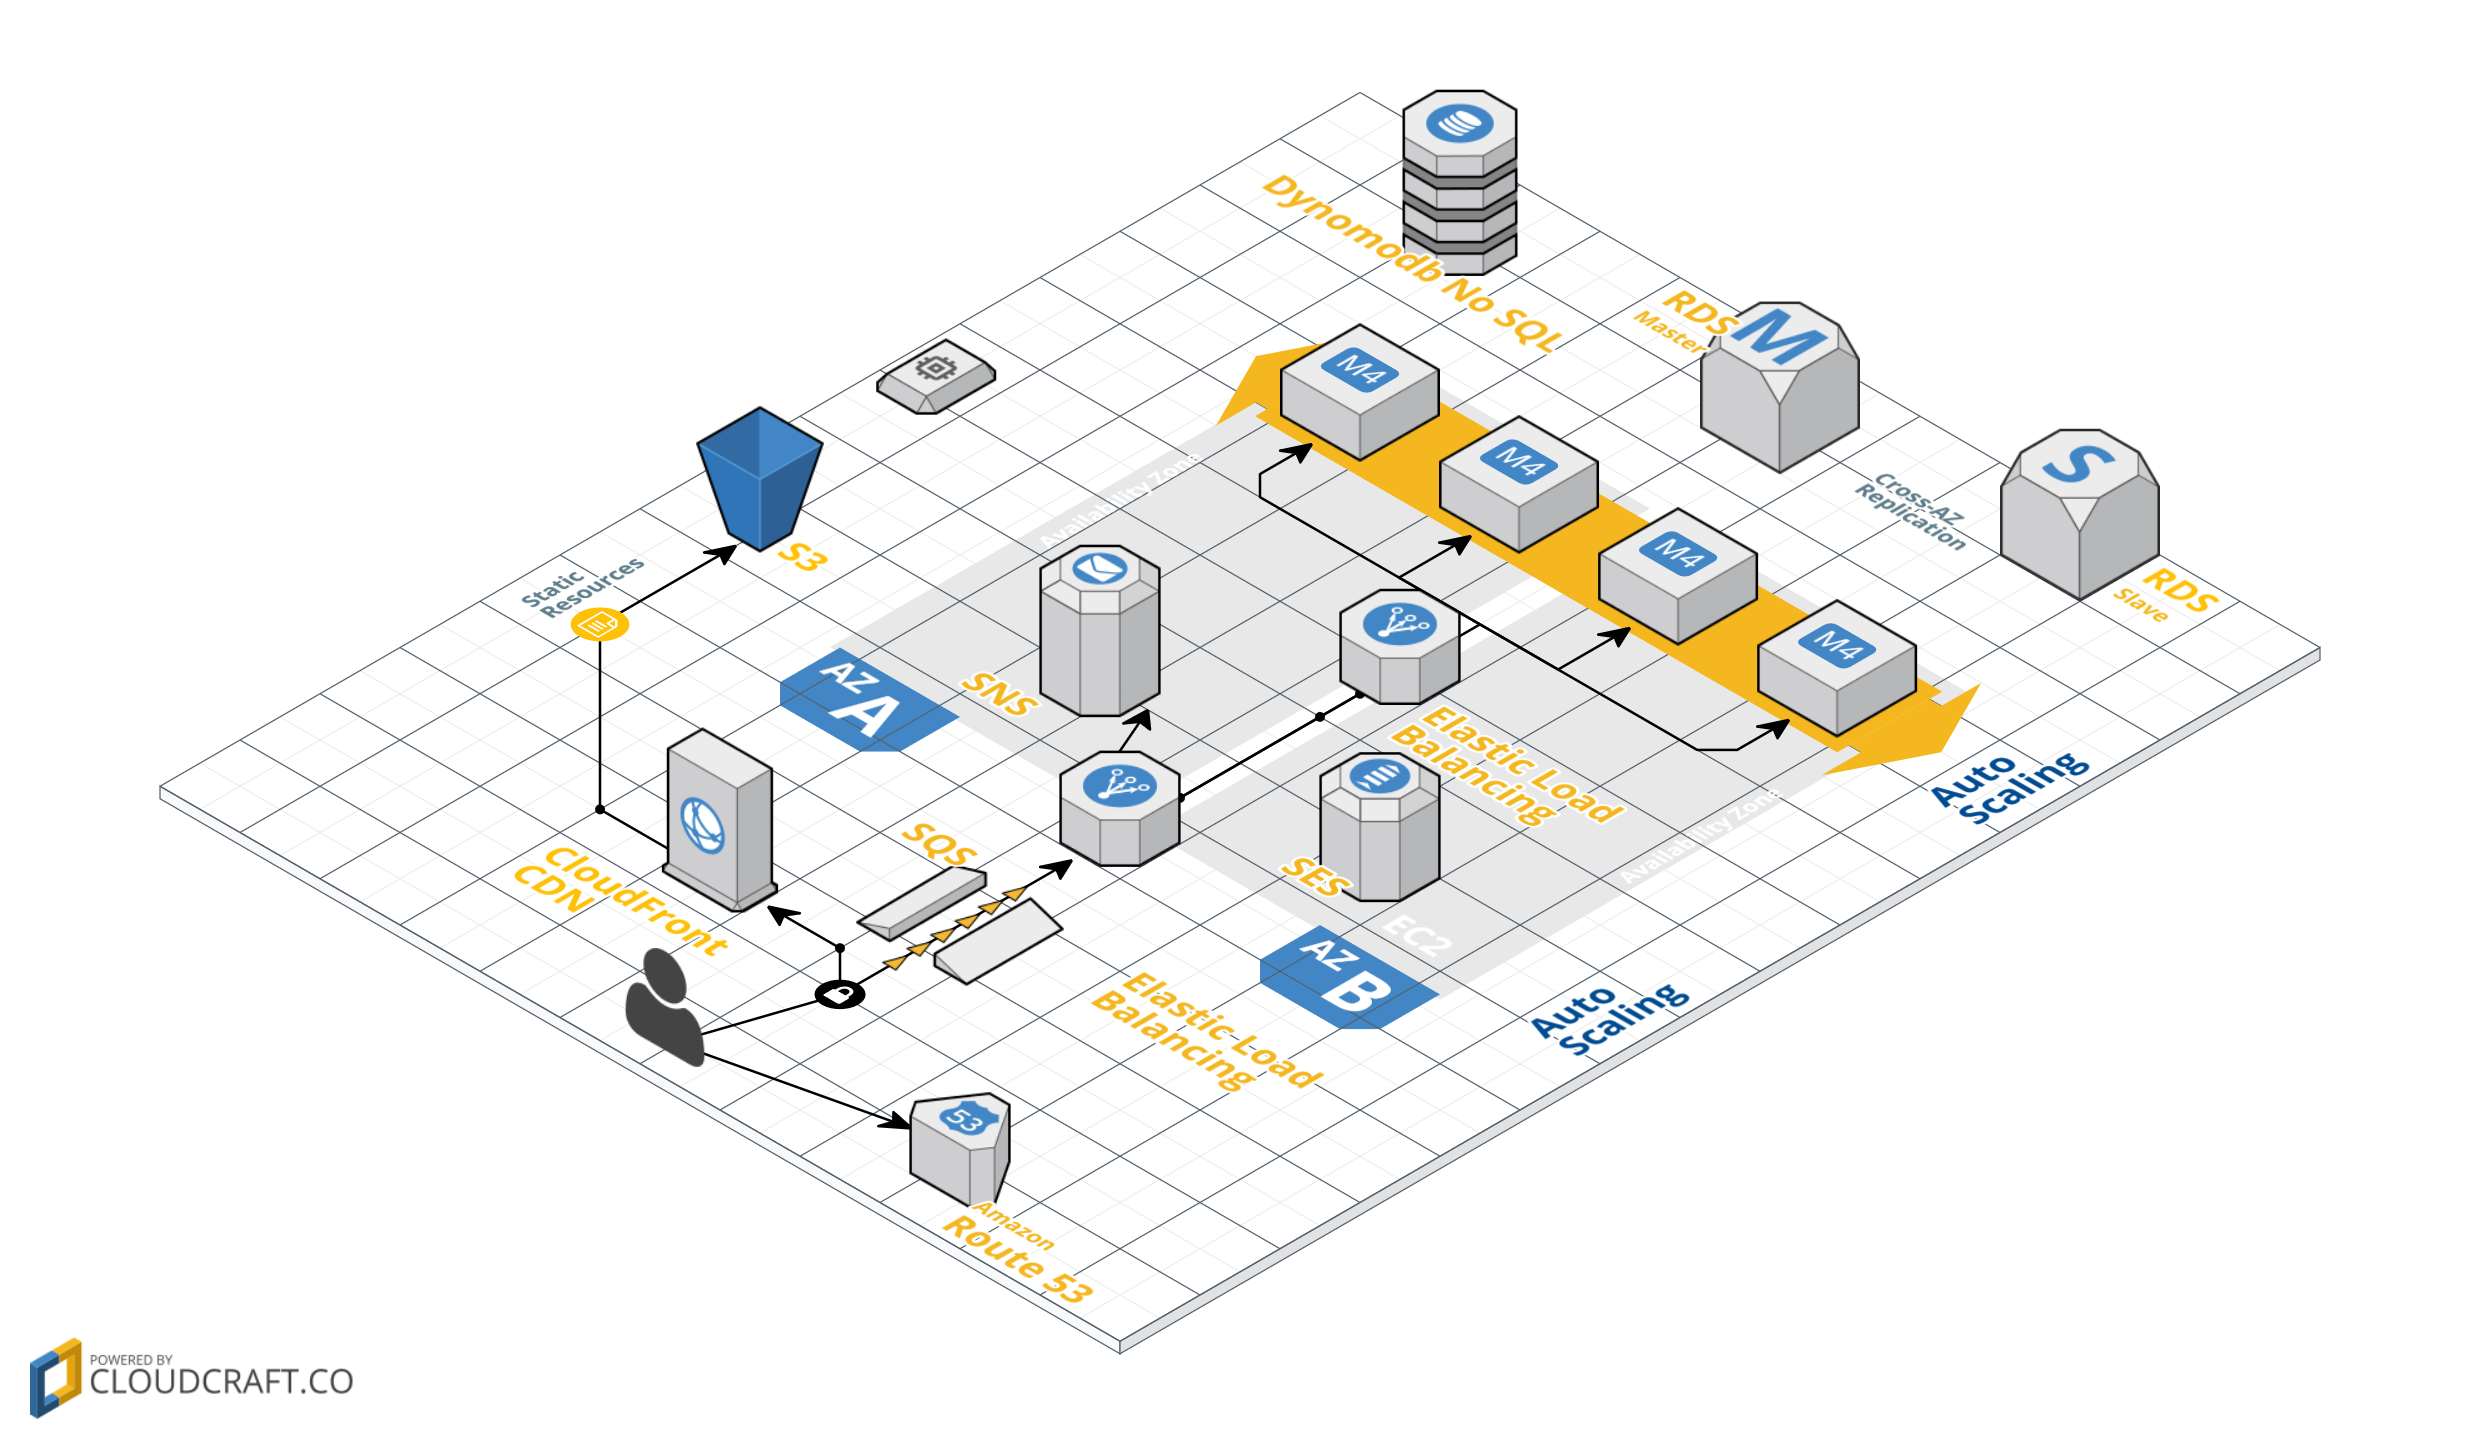 Dynomodb No SQL
RDS
Master
M
M4
M4
M4
M4
S
Cross-AZ
Replication
RDS
Slave
Availability Zone
S3
Static
Resources
AZ
A
SNS
Elastic Load
Balancing
Auto
Scaling
Availability Zone
SQS
SES
CloudFront
CDN
EC2
AZ
B
Elastic Load
Balancing
Auto
Scaling
53
Amazon
Route 53
POWERED BY
CLOUDCRAFT.CO